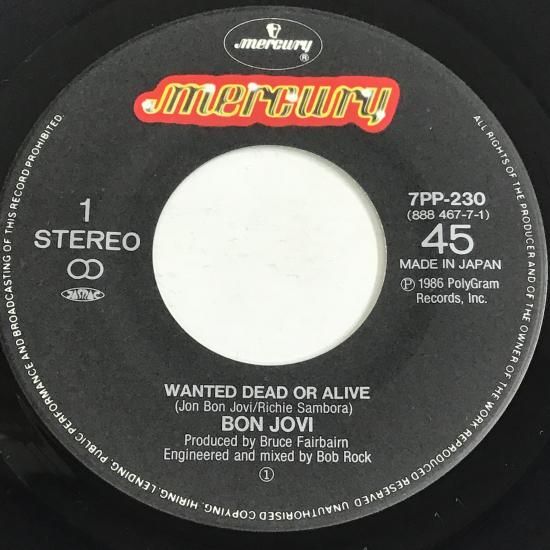 mercury
®
mercury
1
STEREO
JASRAC
7PP-230
(888 467-7-1)
45
MADE IN JAPAN
Ⓟ 1986 PolyGram
Records, Inc.
WANTED DEAD OR ALIVE
(Jon Bon Jovi/Richie Sambora)
BON JOVI
Produced by Bruce Fairbairn
Engineered and mixed by Bob Rock
①
ALL RIGHTS OF THE PRODUCER AND OF THE OWNER OF THE WORK REPRODUCED RESERVED UNAUTHORISED COPYING, HIRING, LENDING, PUBLIC PERFORMANCE AND BROADCASTING OF THIS RECORD PROHIBITED.